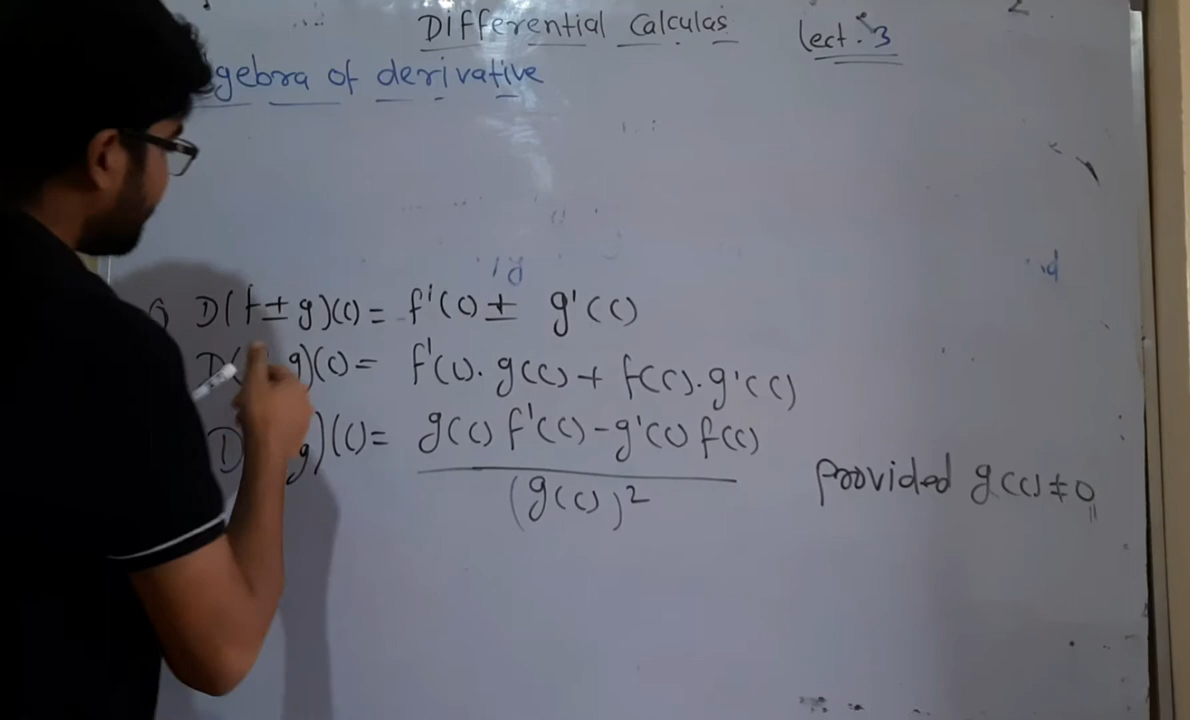 Differential Calculas Lect. 3
gebra of derivative
D(f ± g)(c) = f'(c) ± g'(c)
g)(c) = f'(c). g(c) + f(c).g'(c)
D g)(c) = g(c) f'(c) - g'(c) f(c)
(g(c))² provided g(c) ≠ 0